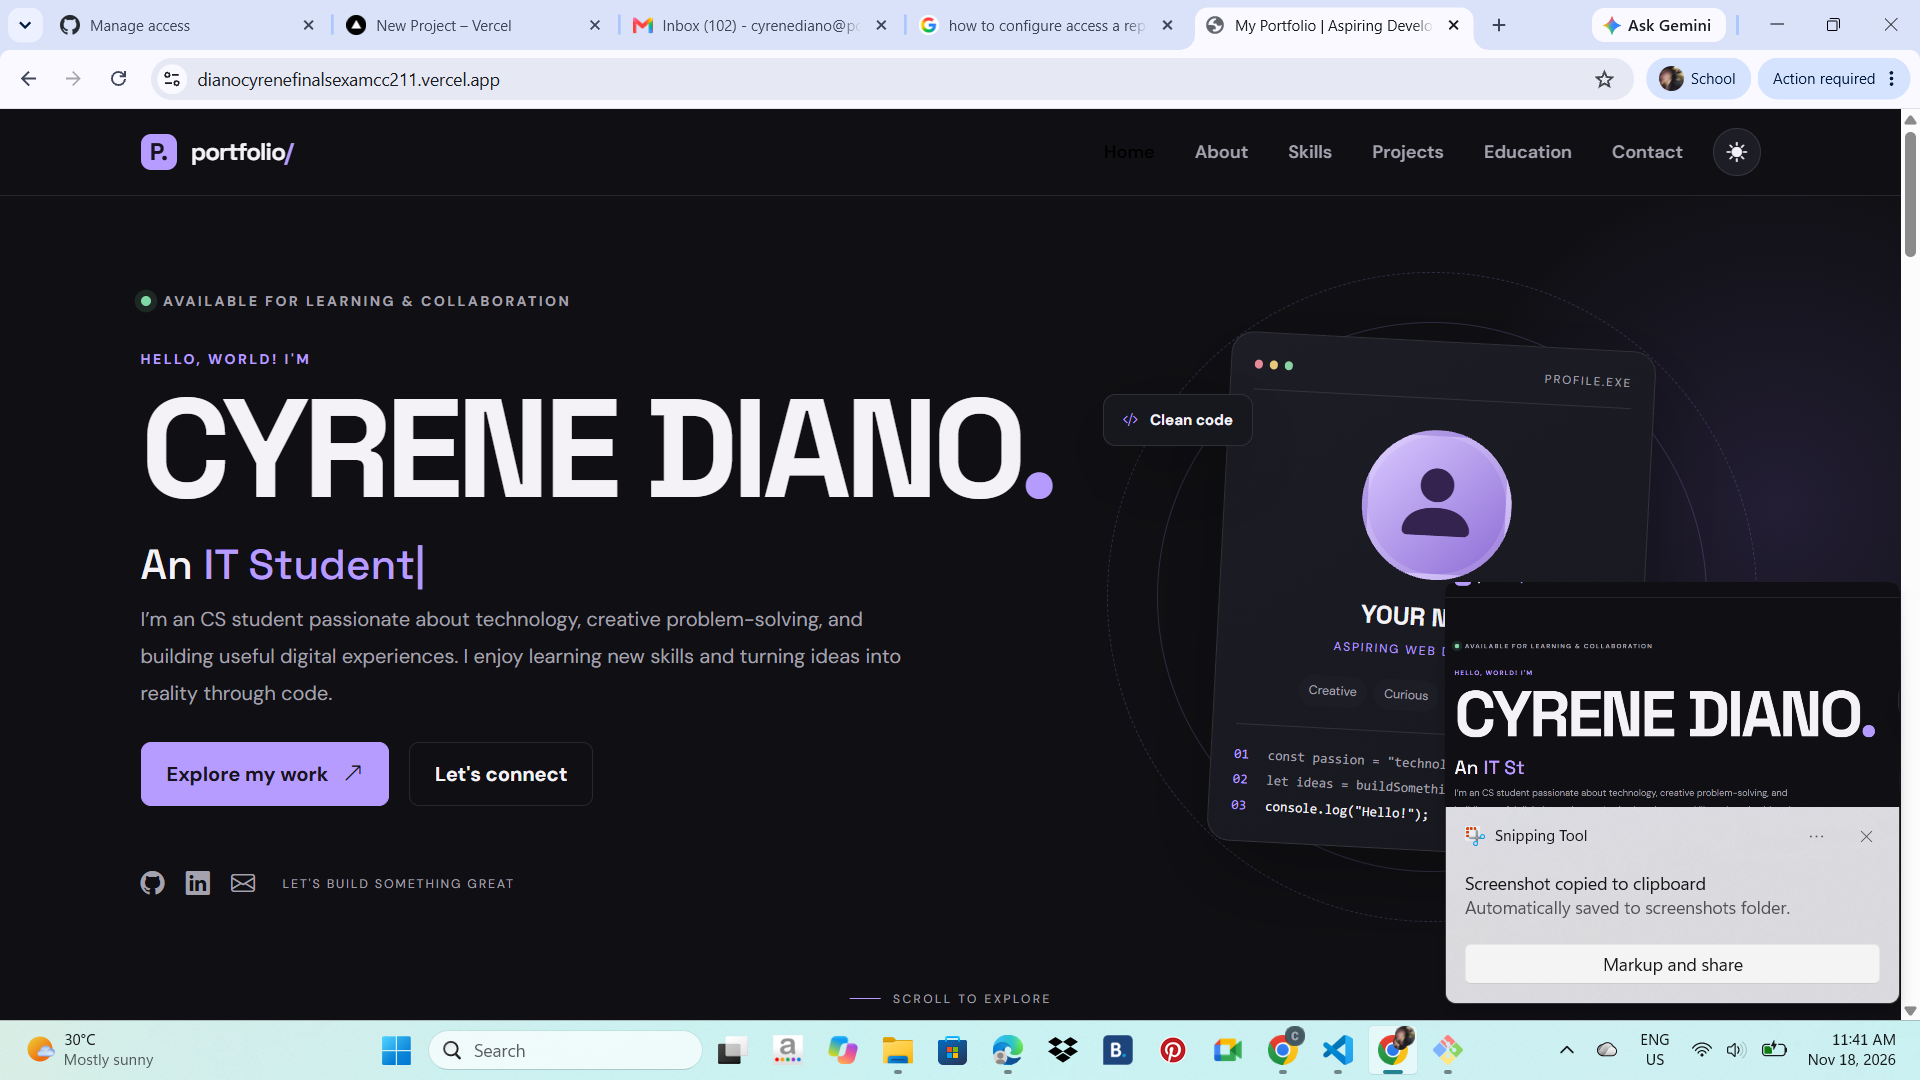 Manage access
New Project – Vercel
Inbox (102) - cyrenediano@po
how to configure access a rep
My Portfolio | Aspiring Develo
Ask Gemini
dianocyrenefinalsexamcc211.vercel.app
School
Action required
P.
portfolio/
Home
About
Skills
Projects
Education
Contact
AVAILABLE FOR LEARNING & COLLABORATION
HELLO, WORLD! I'M
CYRENE DIANO.
An IT Student|
I'm an CS student passionate about technology, creative problem-solving, and
building useful digital experiences. I enjoy learning new skills and turning ideas into
reality through code.
Explore my work
Let's connect
LET'S BUILD SOMETHING GREAT
SCROLL TO EXPLORE
PROFILE.EXE
</> Clean code
YOUR N
ASPIRING WEB D
Creative
Curious
01 const passion = "technol
02 let ideas = buildSomethi
03 console.log("Hello!");
AVAILABLE FOR LEARNING & COLLABORATION
HELLO, WORLD! I'M
CYRENE DIANO.
An IT St
I'm an CS student passionate about technology, creative problem-solving, and
Snipping Tool
Screenshot copied to clipboard
Automatically saved to screenshots folder.
Markup and share
30°C
Mostly sunny
Search
a
B.
C
ENG
US
11:41 AM
Nov 18, 2026